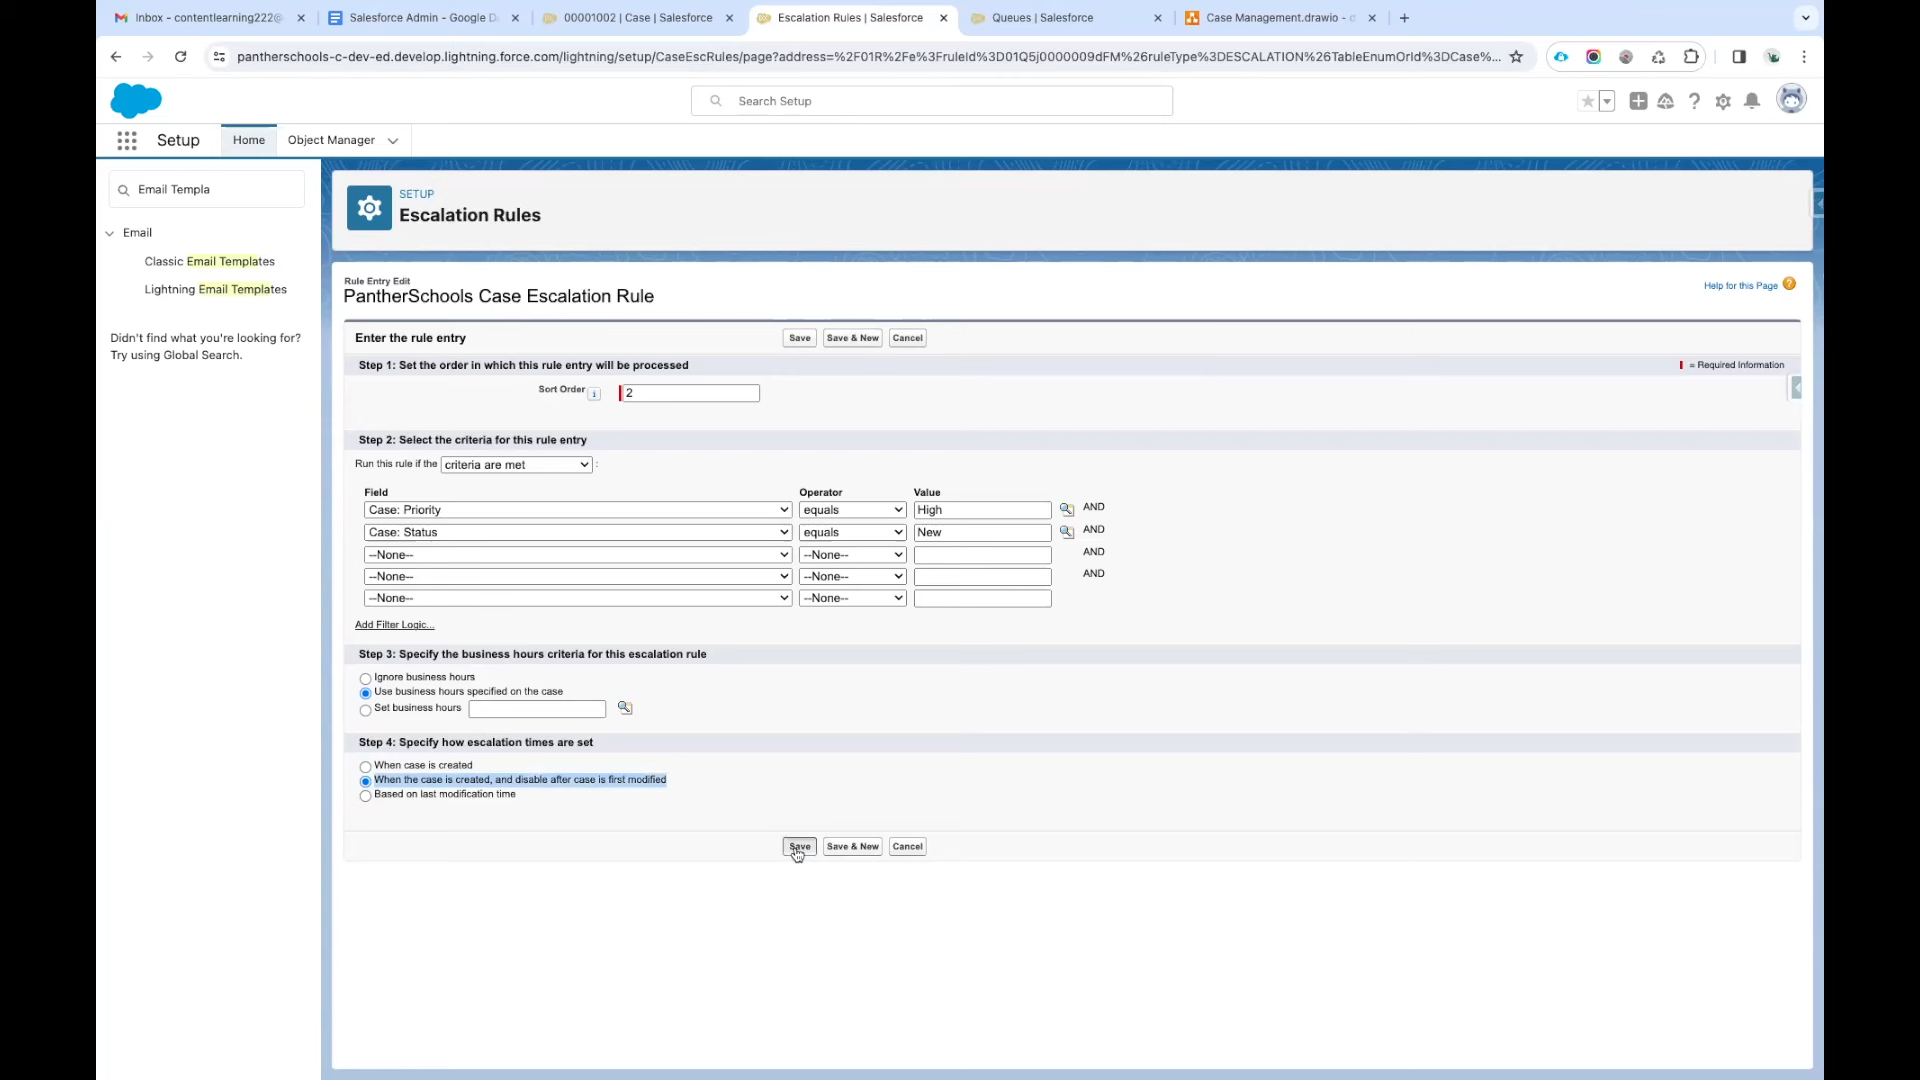 Inbox - contentlearning222@
Salesforce Admin - Google D
00001002 | Case | Salesforce
Escalation Rules | Salesforce
Queues | Salesforce
Case Management.drawio - d
pantherschools-c-dev-ed.develop.lightning.force.com/lightning/setup/CaseEscRules/page?address=%2F01R%2Fe%3FruleId%3D01Q5j0000009dFM%26ruleType%3DESCALATION%26TableEnumOrId%3DCase%...
Search Setup
Setup
Home
Object Manager
Email Templa
Email
Classic Email Templates
Lightning Email Templates
Didn't find what you're looking for?
Try using Global Search.
SETUP
Escalation Rules
Rule Entry Edit
PantherSchools Case Escalation Rule
Help for this Page
Enter the rule entry
Save
Save & New
Cancel
Step 1: Set the order in which this rule entry will be processed
= Required Information
Sort Order
2
Step 2: Select the criteria for this rule entry
Run this rule if the criteria are met :
Field Operator Value
Case: Priority equals High AND
Case: Status equals New AND
--None-- --None-- AND
--None-- --None-- AND
--None-- --None--
Add Filter Logic...
Step 3: Specify the business hours criteria for this escalation rule
Ignore business hours
Use business hours specified on the case
Set business hours
Step 4: Specify how escalation times are set
When case is created
When the case is created, and disable after case is first modified
Based on last modification time
Save
Save & New
Cancel